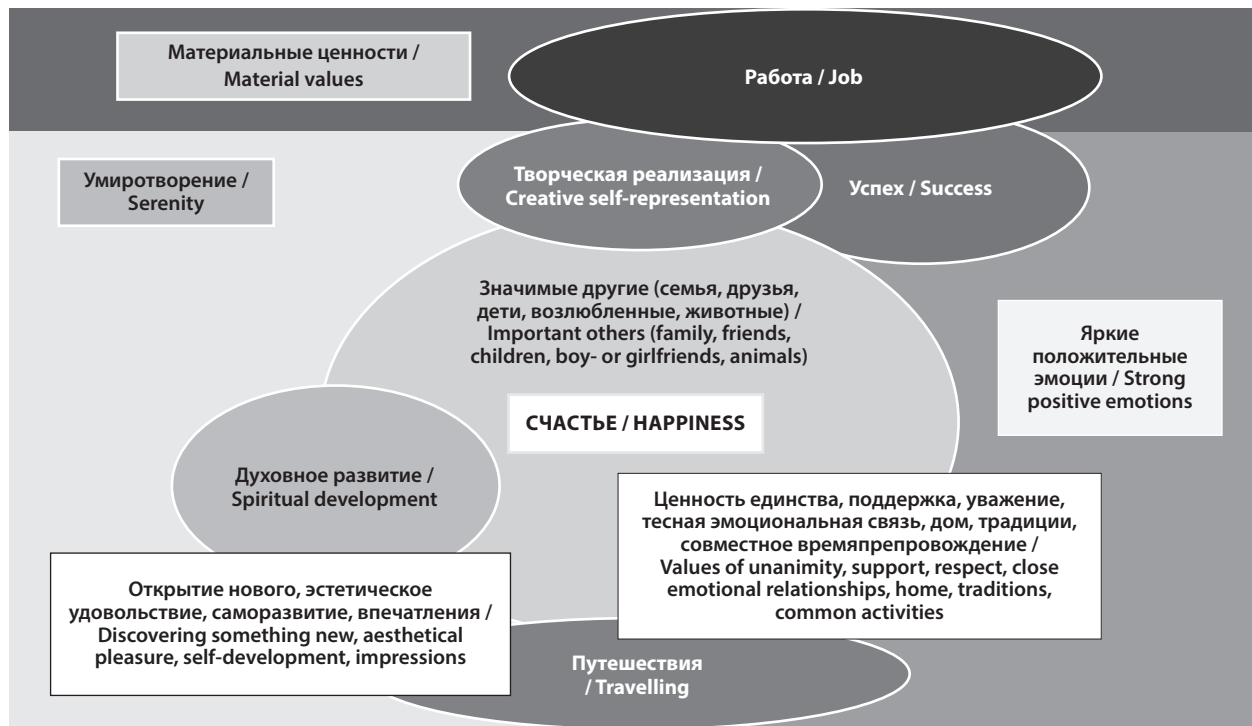 Материальные ценности /
Material values
Работа / Job
Умиротворение /
Serenity
Творческая реализация /
Creative self-representation
Успех / Success
Значимые другие (семья, друзья,
дети, возлюбленные, животные) /
Important others (family, friends,
children, boy- or girlfriends, animals)
Яркие
положительные
эмоции / Strong
positive emotions
СЧАСТЬЕ / HAPPINESS
Духовное развитие /
Spiritual development
Ценность единства, поддержка, уважение,
тесная эмоциональная связь, дом, традиции,
совместное времяпрепровождение /
Values of unanimity, support, respect, close
emotional relationships, home, traditions,
common activities
Открытие нового, эстетическое
удовольствие, саморазвитие, впечатления /
Discovering something new, aesthetical
pleasure, self-development, impressions
Путешествия
/ Travelling